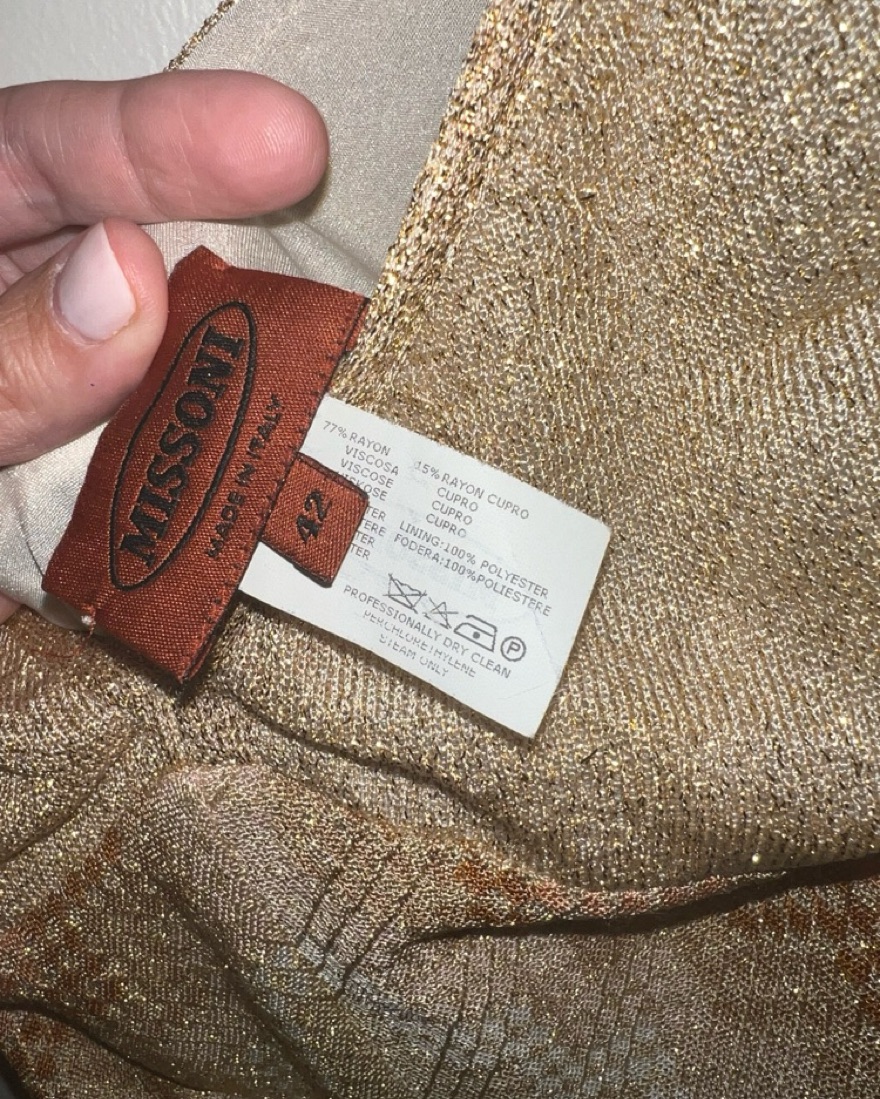 MISSONI
MADE IN ITALY
42
77% RAYON
VISCOSA
VISCOSE
15% RAYON CUPRO
CUPRO
CUPRO
CUPRO
LINING:100% POLYESTER
FODERA:100%POLIESTERE
PROFESSIONALLY DRY CLEAN
PERCHLORETHYLENE
STEAM ONLY
P